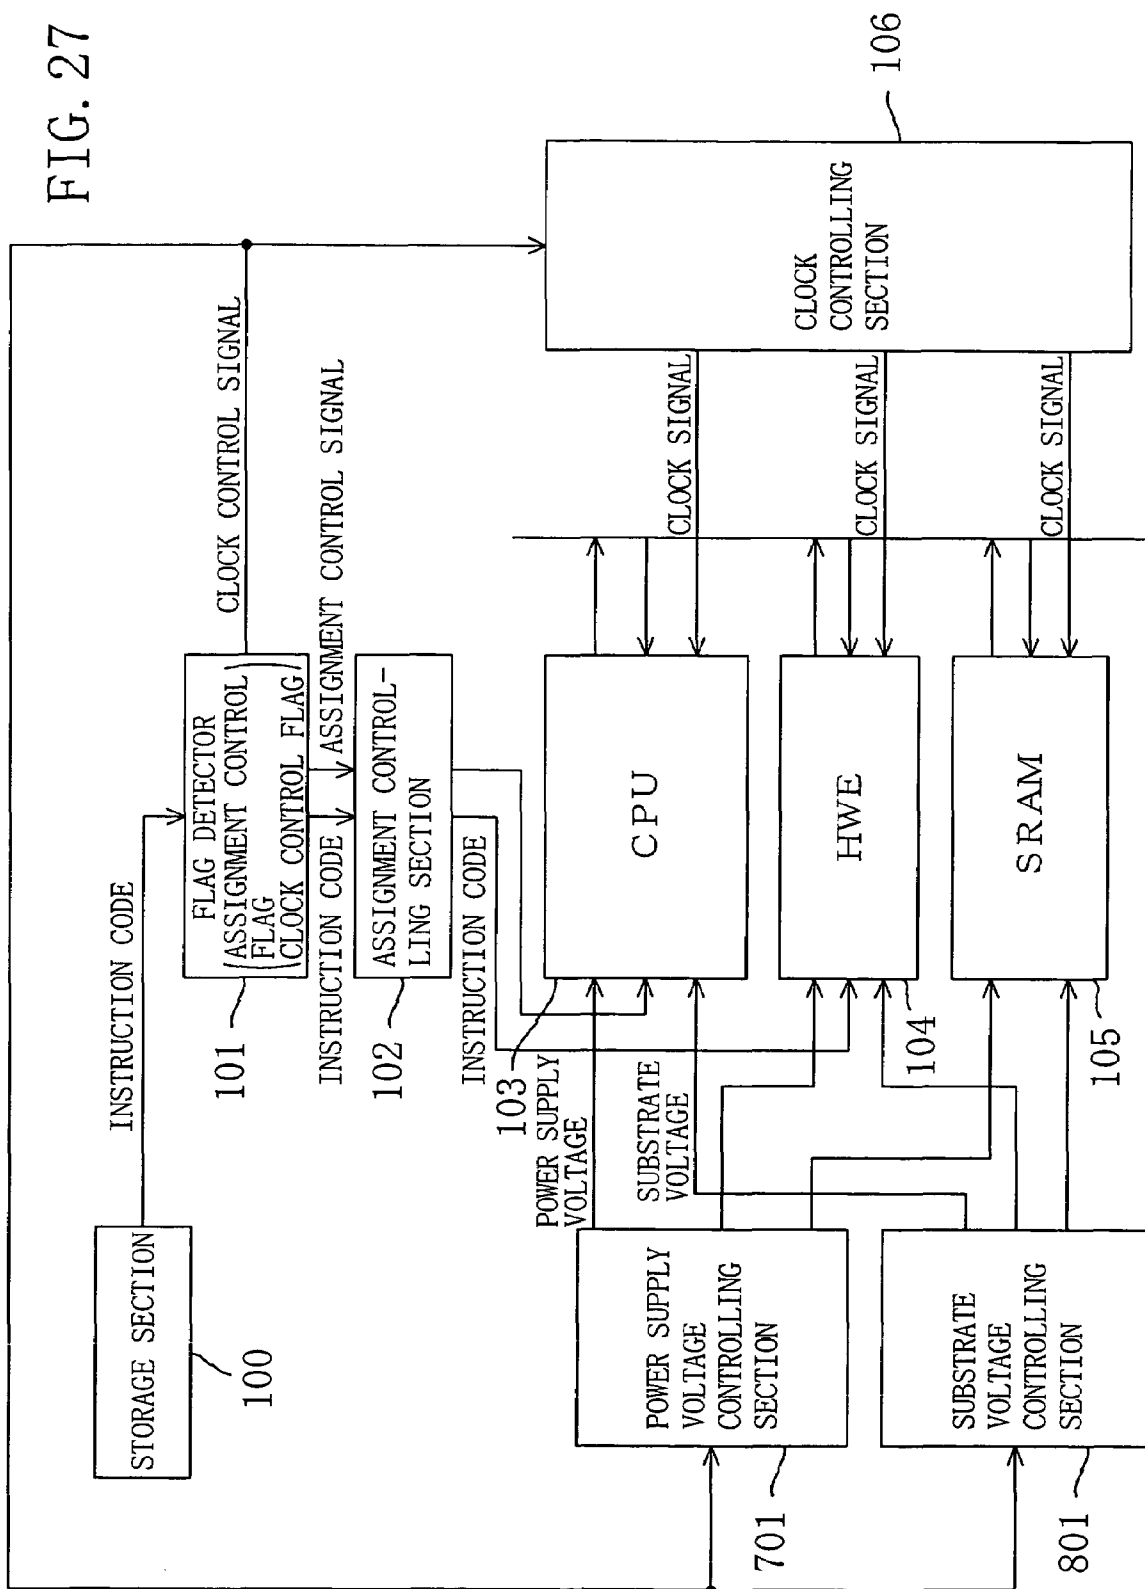 FIG. 27
STORAGE SECTION
100
INSTRUCTION CODE
FLAG DETECTOR
(ASSIGNMENT CONTROL
FLAG
CLOCK CONTROL FLAG)
101
CLOCK CONTROL SIGNAL
INSTRUCTION CODE
ASSIGNMENT CONTROL SIGNAL
ASSIGNMENT CONTROL-
LING SECTION
102
INSTRUCTION CODE
103
POWER SUPPLY
VOLTAGE
SUBSTRATE
VOLTAGE
CPU
CLOCK SIGNAL
HWE
104
CLOCK SIGNAL
SRAM
105
CLOCK SIGNAL
CLOCK
CONTROLLING
SECTION
106
POWER SUPPLY
VOLTAGE
CONTROLLING
SECTION
701
SUBSTRATE
VOLTAGE
CONTROLLING
SECTION
801